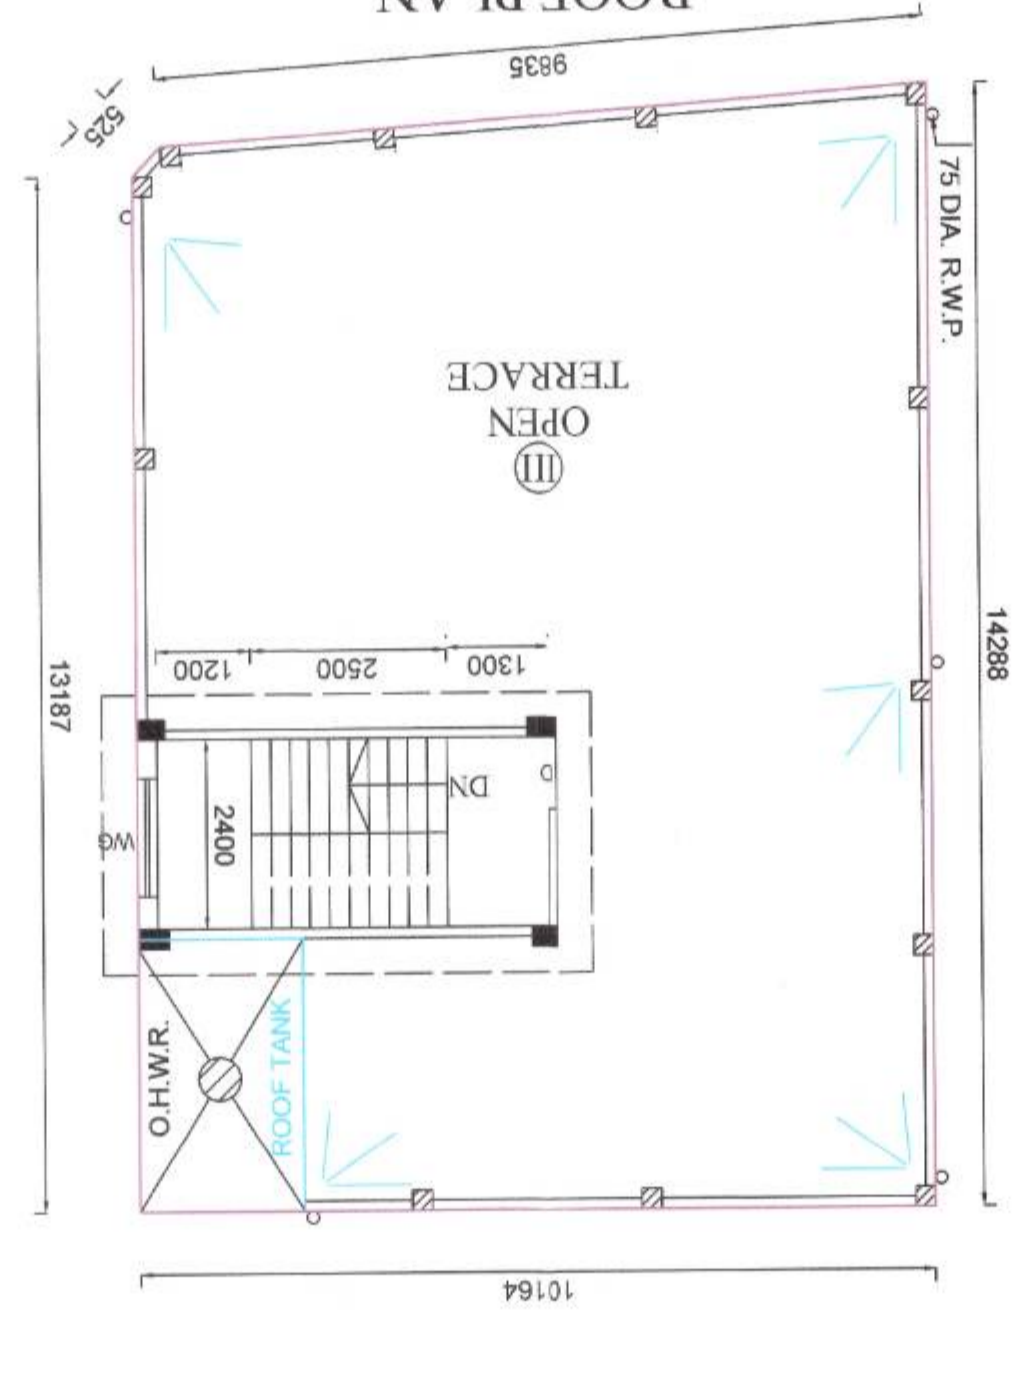 ROOF PLAN
9835
525
75 DIA. R.W.P.
TERRACE
OPEN
III
14288
13187
1200
2500
1300
2400
DN
D
WG
O.H.W.R.
ROOF TANK
10164